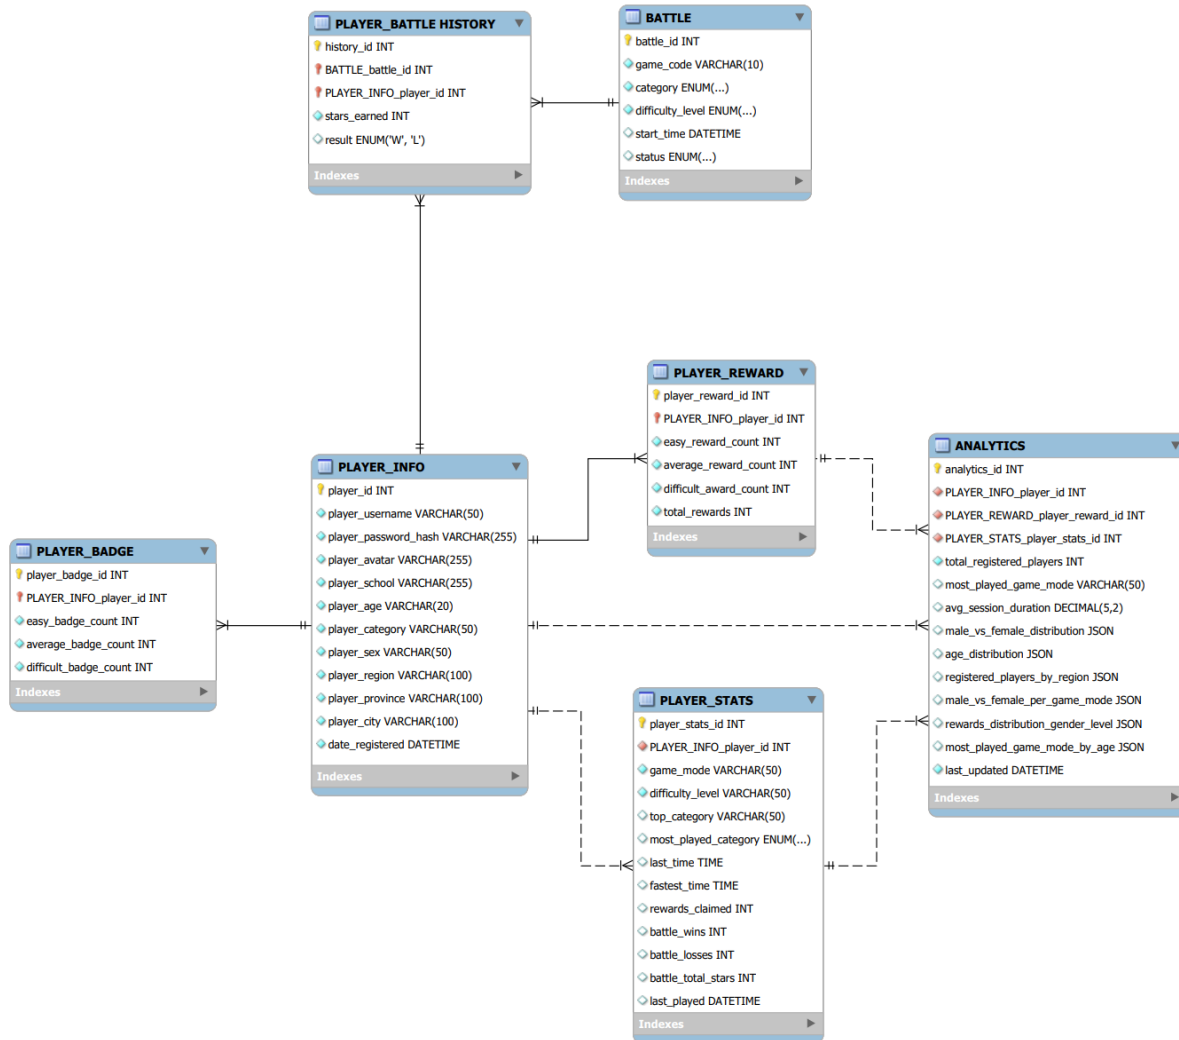 PLAYER_BATTLE HISTORY
history_id INT
BATTLE_battle_id INT
PLAYER_INFO_player_id INT
stars_earned INT
result ENUM('W', 'L')
Indexes
BATTLE
battle_id INT
game_code VARCHAR(10)
category ENUM(...)
difficulty_level ENUM(...)
start_time DATETIME
status ENUM(...)
Indexes
PLAYER_REWARD
player_reward_id INT
PLAYER_INFO_player_id INT
easy_reward_count INT
average_reward_count INT
difficult_award_count INT
total_rewards INT
Indexes
ANALYTICS
analytics_id INT
PLAYER_INFO_player_id INT
PLAYER_REWARD_player_reward_id INT
PLAYER_STATS_player_stats_id INT
total_registered_players INT
most_played_game_mode VARCHAR(50)
avg_session_duration DECIMAL(5,2)
male_vs_female_distribution JSON
age_distribution JSON
registered_players_by_region JSON
male_vs_female_per_game_mode JSON
rewards_distribution_gender_level JSON
most_played_game_mode_by_age JSON
last_updated DATETIME
Indexes
PLAYER_INFO
player_id INT
player_username VARCHAR(50)
player_password_hash VARCHAR(255)
player_avatar VARCHAR(255)
player_school VARCHAR(255)
player_age VARCHAR(20)
player_category VARCHAR(50)
player_sex VARCHAR(50)
player_region VARCHAR(100)
player_province VARCHAR(100)
player_city VARCHAR(100)
date_registered DATETIME
Indexes
PLAYER_BADGE
player_badge_id INT
PLAYER_INFO_player_id INT
easy_badge_count INT
average_badge_count INT
difficult_badge_count INT
Indexes
PLAYER_STATS
player_stats_id INT
PLAYER_INFO_player_id INT
game_mode VARCHAR(50)
difficulty_level VARCHAR(50)
top_category VARCHAR(50)
most_played_category ENUM(...)
last_time TIME
fastest_time TIME
rewards_claimed INT
battle_wins INT
battle_losses INT
battle_total_stars INT
last_played DATETIME
Indexes